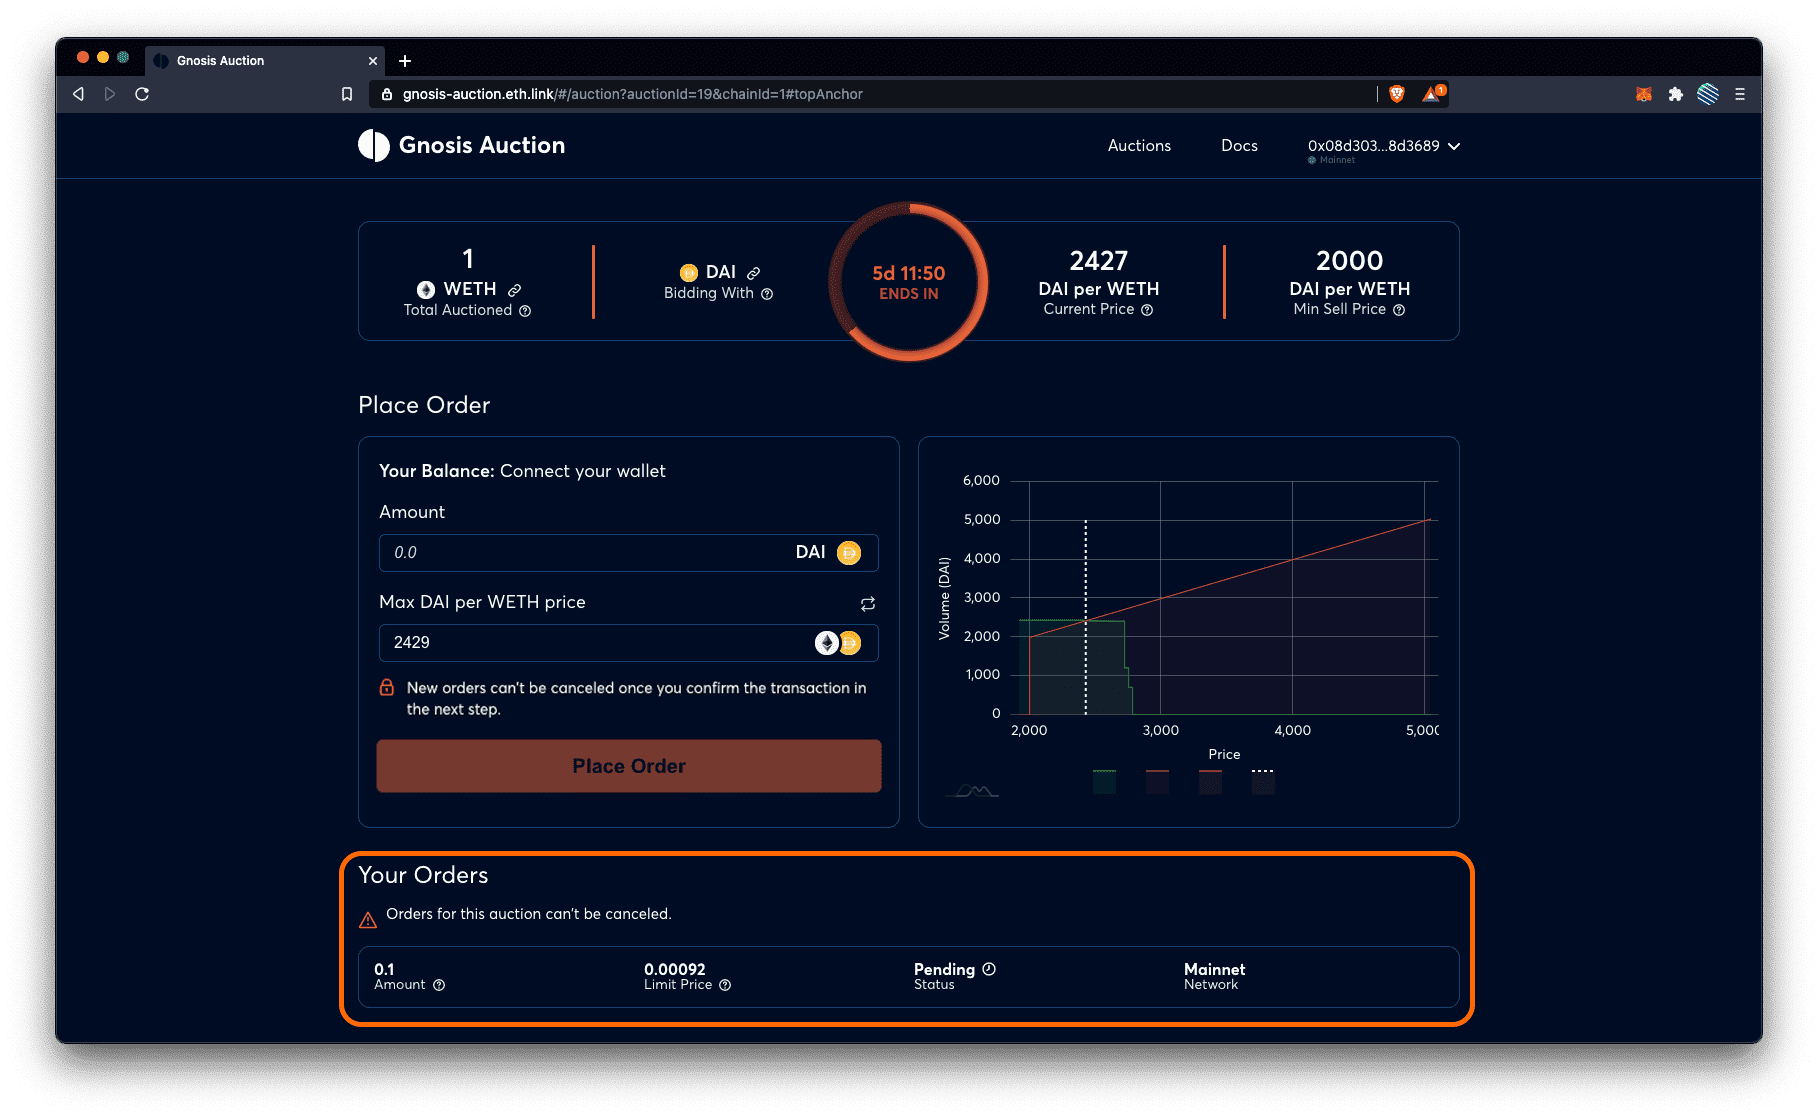 Gnosis Auction
gnosis-auction.eth.link/#/auction?auctionId=19&chainId=1#topAnchor
1
Gnosis Auction
Auctions
Docs
0x08d303...8d3689
Mainnet
1
WETH
Total Auctioned
DAI
Bidding With
5d 11:50
ENDS IN
2427
DAI per WETH
Current Price
2000
DAI per WETH
Min Sell Price
Place Order
Your Balance: Connect your wallet
Amount
0.0 DAI
Max DAI per WETH price
2429
New orders can't be canceled once you confirm the transaction in
the next step.
Place Order
6,000
5,000
4,000
3,000
2,000
1,000
0
Volume (DAI)
2,000 3,000 4,000 5,000
Price
Your Orders
Orders for this auction can't be canceled.
0.1
Amount
0.00092
Limit Price
Pending
Status
Mainnet
Network